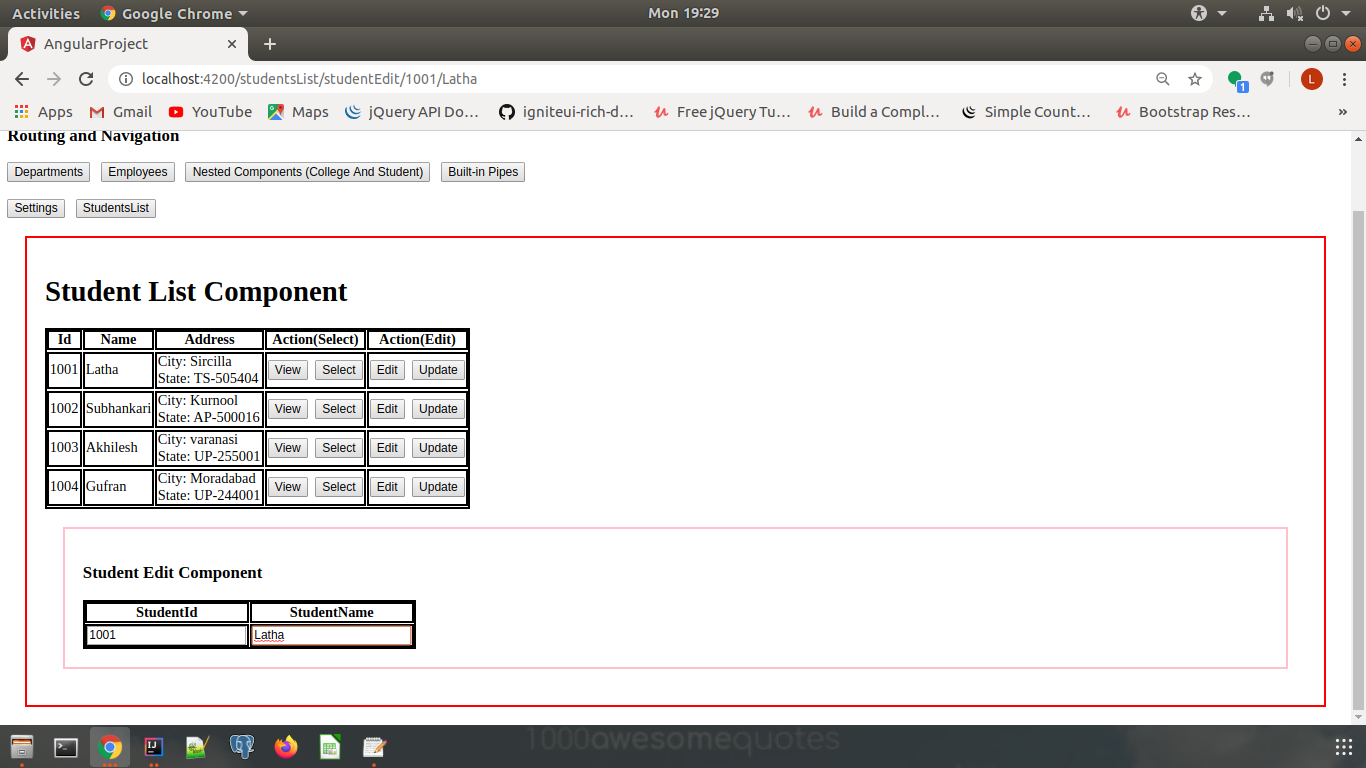 Activities Google Chrome Mon 19:29
AngularProject
localhost:4200/studentsList/studentEdit/1001/Latha L
Apps Gmail YouTube Maps jQuery API Do... igniteui-rich-d... Free jQuery Tu... Build a Compl... Simple Count... Bootstrap Res... »
1
Routing and Navigation
Departments Employees Nested Components (College And Student) Built-in Pipes
Settings StudentsList
Student List Component
Id Name Address Action(Select) Action(Edit)
1001 Latha City: Sircilla State: TS-505404 View Select Edit Update
1002 Subhankari City: Kurnool State: AP-500016 View Select Edit Update
1003 Akhilesh City: varanasi State: UP-255001 View Select Edit Update
1004 Gufran City: Moradabad State: UP-244001 View Select Edit Update
Student Edit Component
StudentId StudentName
1001 Latha
1000awesomequotes